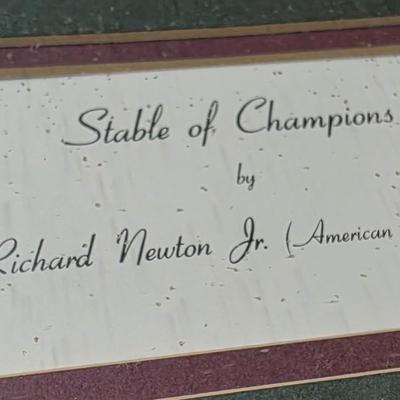 Stable of Champions
by
Richard Newton Jr. (American